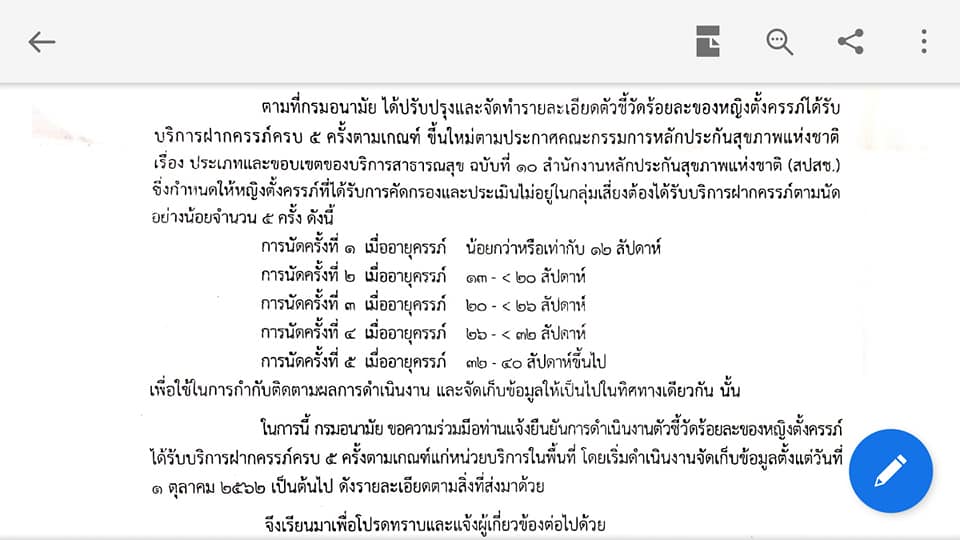 ตามที่กรมอนามัย ได้ปรับปรุงและจัดทำรายละเอียดตัวชี้วัดร้อยละของหญิงตั้งครรภ์ได้รับ
บริการฝากครรภ์ครบ ๕ ครั้งตามเกณฑ์ ขึ้นใหม่ตามประกาศคณะกรรมการหลักประกันสุขภาพแห่งชาติ
เรื่อง ประเภทและขอบเขตของบริการสาธารณสุข ฉบับที่ ๑๐ สำนักงานหลักประกันสุขภาพแห่งชาติ (สปสช.)
ซึ่งกำหนดให้หญิงตั้งครรภ์ที่ได้รับการคัดกรองและประเมินไม่อยู่ในกลุ่มเสี่ยงต้องได้รับบริการฝากครรภ์ตามนัด
อย่างน้อยจำนวน ๕ ครั้ง ดังนี้
การนัดครั้งที่ ๑ เมื่ออายุครรภ์ น้อยกว่าหรือเท่ากับ ๑๒ สัปดาห์
การนัดครั้งที่ ๒ เมื่ออายุครรภ์ ๑๓ - < ๒๐ สัปดาห์
การนัดครั้งที่ ๓ เมื่ออายุครรภ์ ๒๐ - < ๒๖ สัปดาห์
การนัดครั้งที่ ๔ เมื่ออายุครรภ์ ๒๖ - < ๓๒ สัปดาห์
การนัดครั้งที่ ๕ เมื่ออายุครรภ์ ๓๒ - ๔๐ สัปดาห์ขึ้นไป
เพื่อใช้ในการกำกับติดตามผลการดำเนินงาน และจัดเก็บข้อมูลให้เป็นไปในทิศทางเดียวกัน นั้น
ในการนี้ กรมอนามัย ขอความร่วมมือท่านแจ้งยืนยันการดำเนินงานตัวชี้วัดร้อยละของหญิงตั้งครรภ์
ได้รับบริการฝากครรภ์ครบ ๕ ครั้งตามเกณฑ์แก่หน่วยบริการในพื้นที่ โดยเริ่มดำเนินงานจัดเก็บข้อมูลตั้งแต่วันที่
๑ ตุลาคม ๒๕๖๒ เป็นต้นไป ดังรายละเอียดตามสิ่งที่ส่งมาด้วย
จึงเรียนมาเพื่อโปรดทราบและแจ้งผู้เกี่ยวข้องต่อไปด้วย